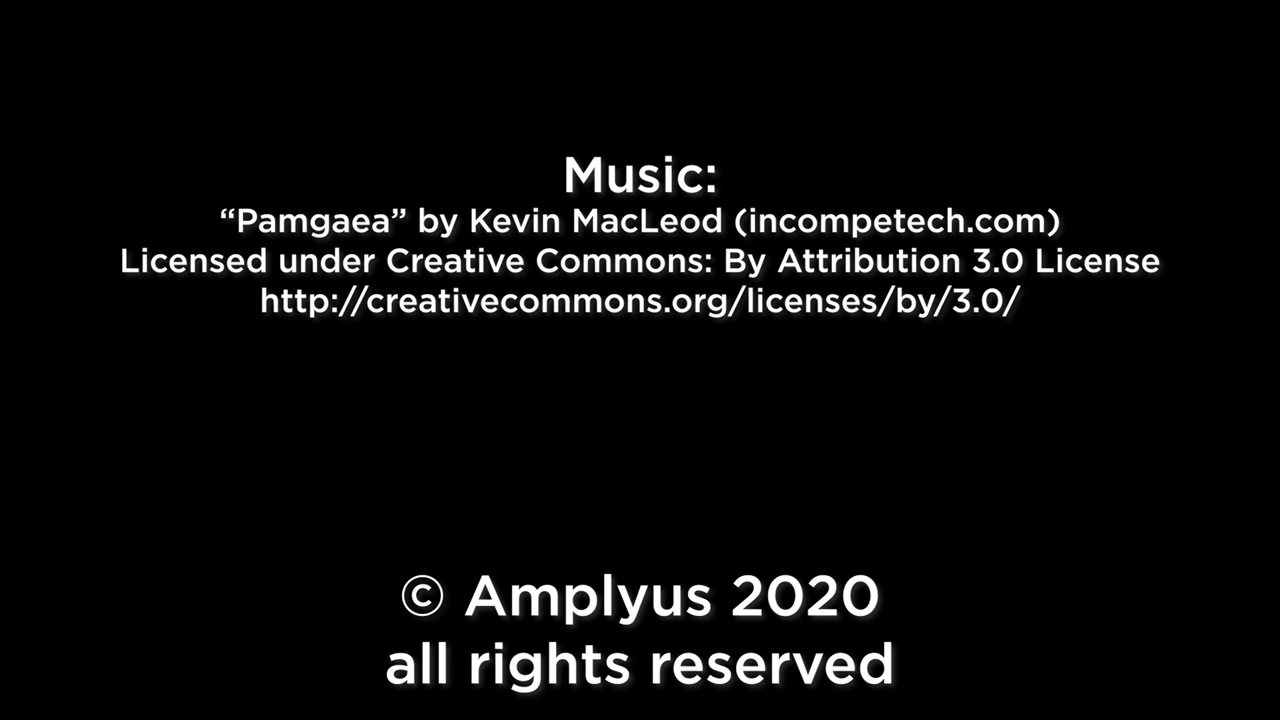 Music:
“Pamgaea” by Kevin MacLeod (incompetech.com)
Licensed under Creative Commons: By Attribution 3.0 License
http://creativecommons.org/licenses/by/3.0/
© Amplyus 2020
all rights reserved